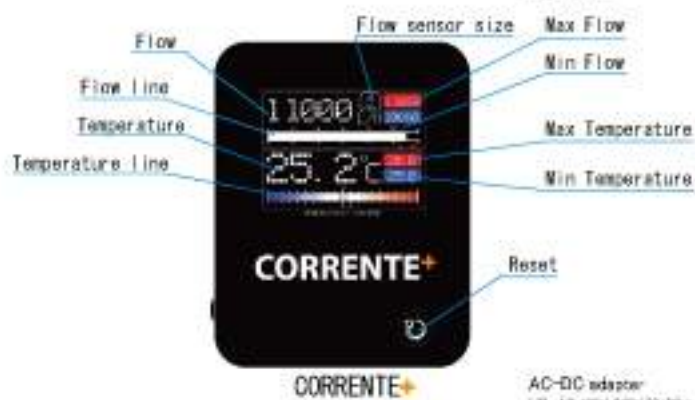 Flow sensor size
Max Flow
Flow
Min Flow
Flow line
11000
Temperature
Max Temperature
25.2℃
Temperature line
Min Temperature
CORRENTE+
Reset
CORRENTE+
AC-DC adapter